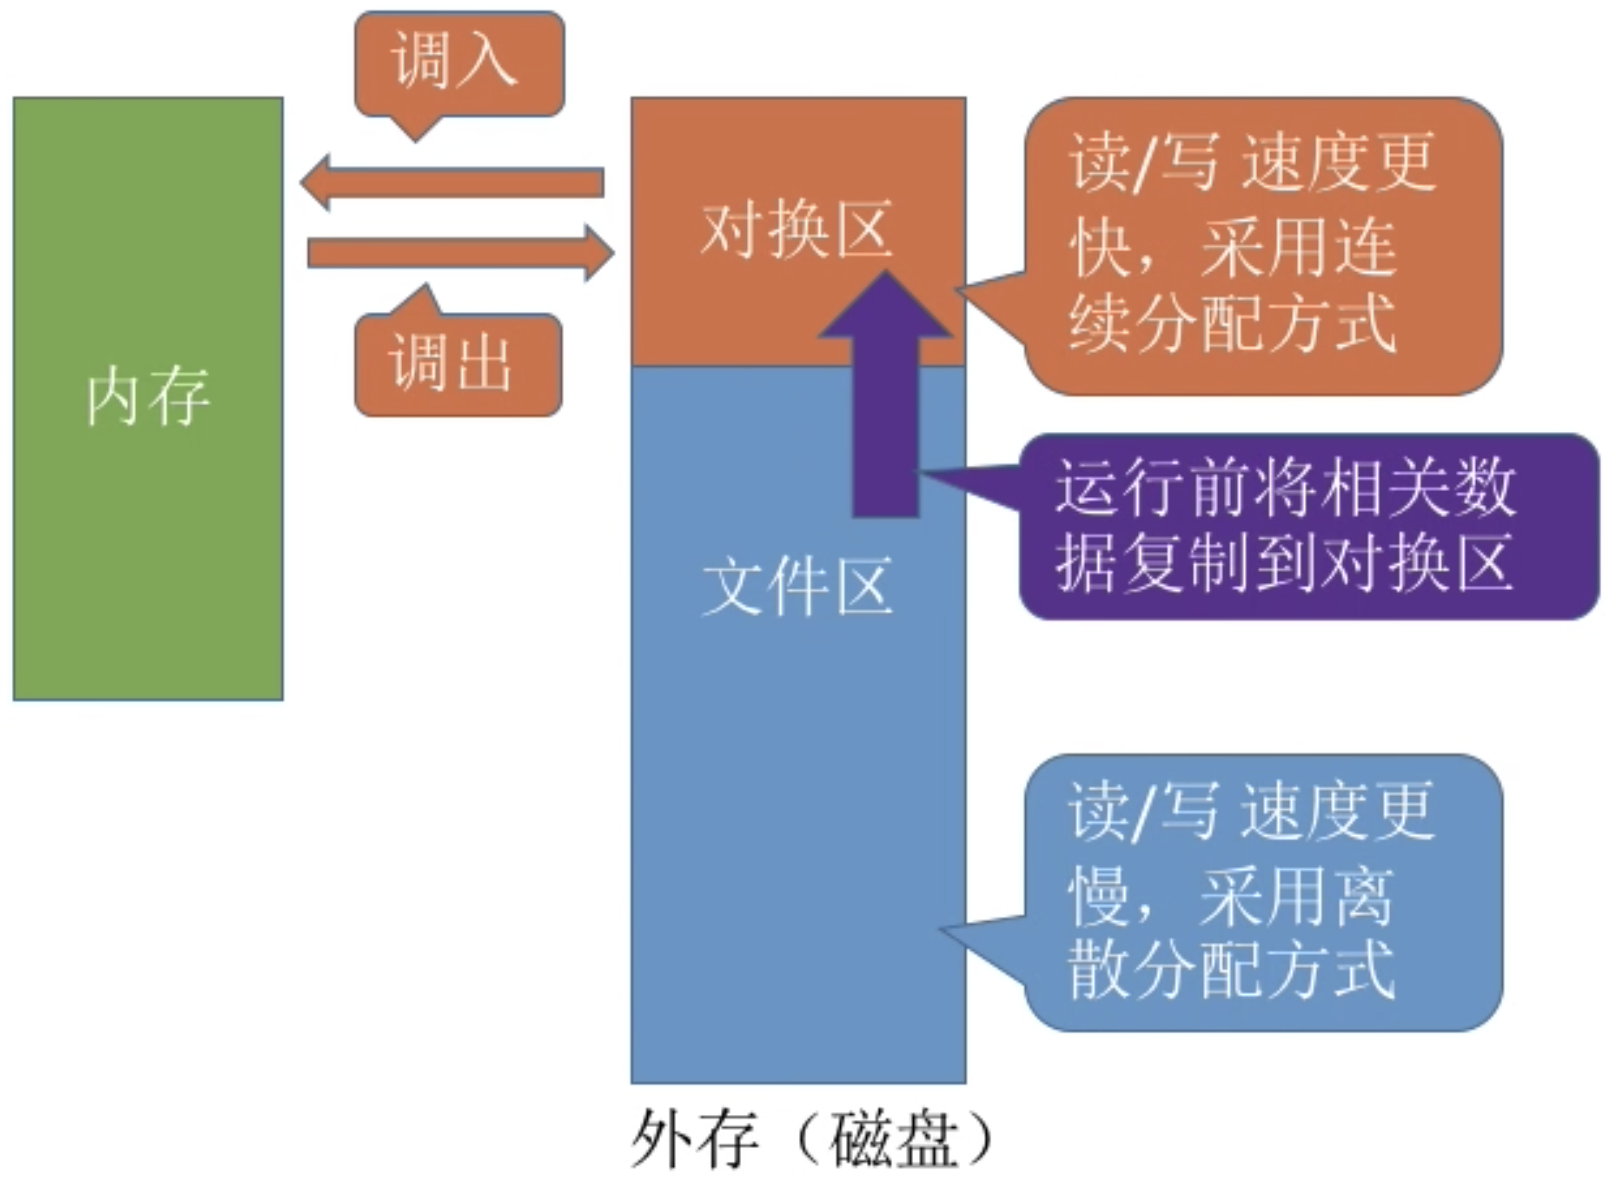 调入
内存
调出
对换区
读/写 速度更
快，采用连
续分配方式
运行前将相关数
据复制到对换区
文件区
读/写 速度更
慢，采用离
散分配方式
外存（磁盘）